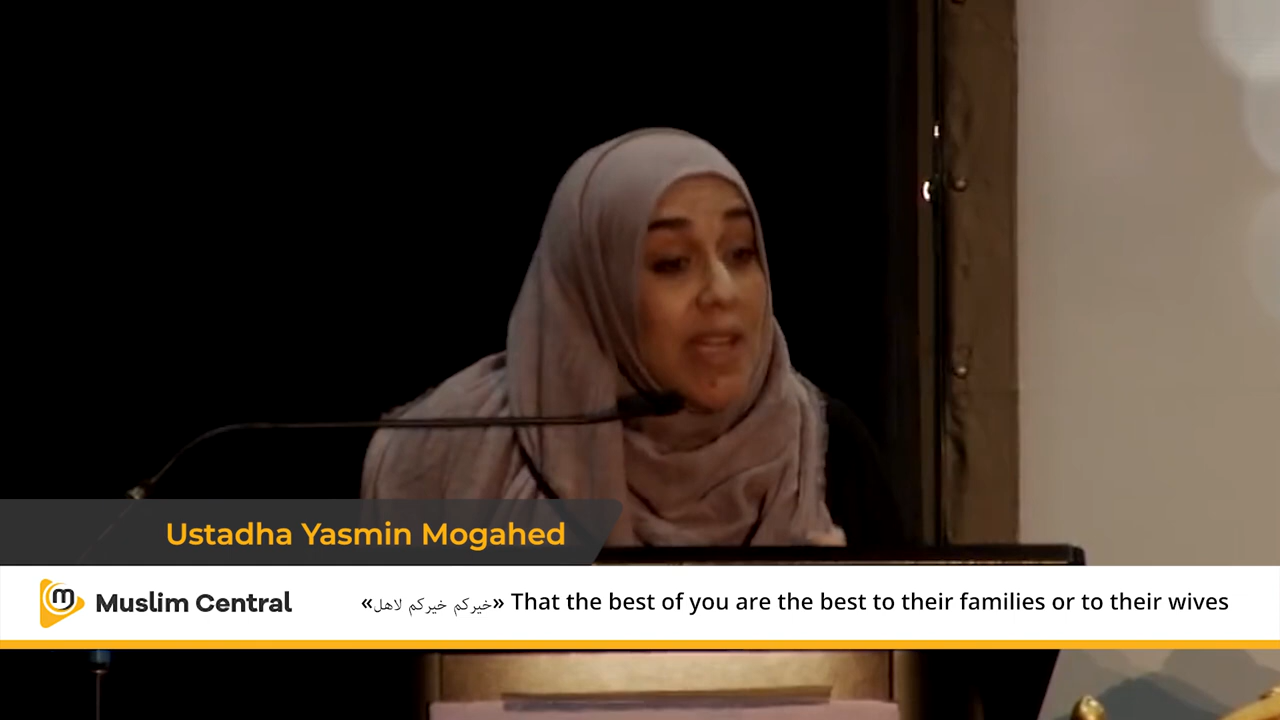 Ustadha Yasmin Mogahed
m Muslim Central
«خيركم خيركم لاهل» That the best of you are the best to their families or to their wives